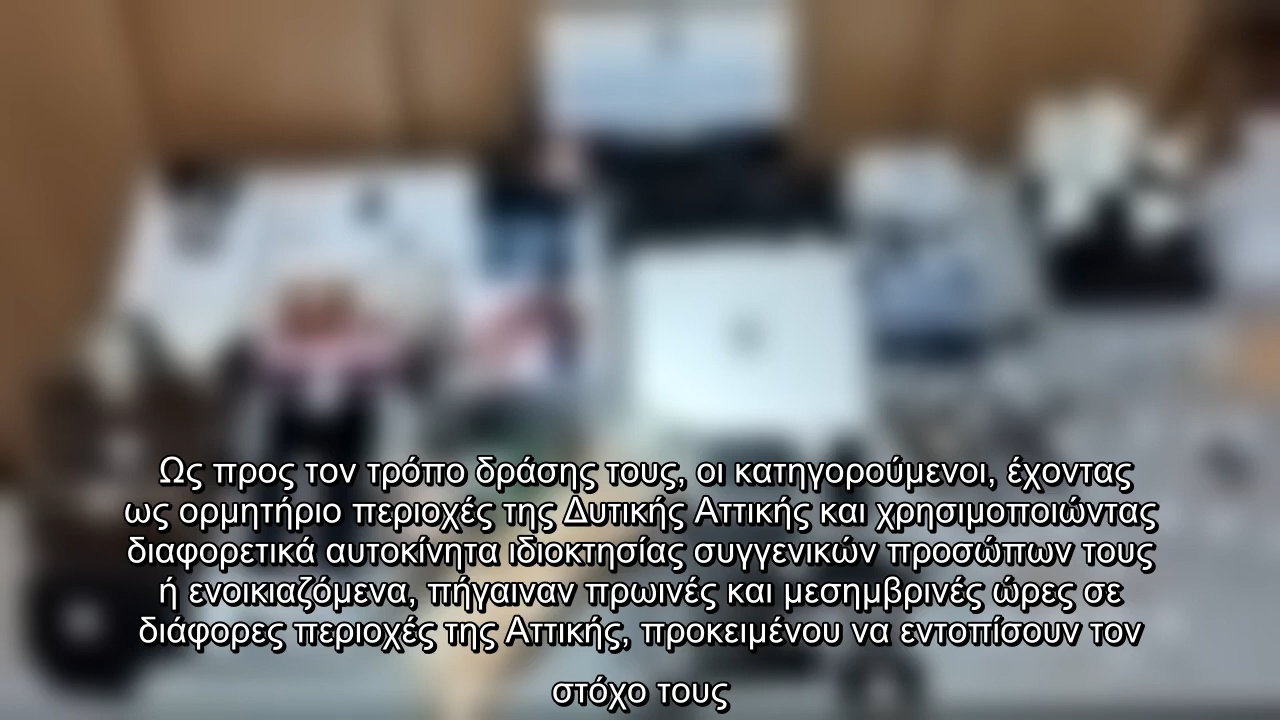 Ως προς τον τρόπο δράσης τους, οι κατηγορούμενοι, έχοντας
ως ορμητήριο περιοχές της Δυτικής Αττικής και χρησιμοποιώντας
διαφορετικά αυτοκίνητα ιδιοκτησίας συγγενικών προσώπων τους
ή ενοικιαζόμενα, πήγαιναν πρωινές και μεσημβρινές ώρες σε
διάφορες περιοχές της Αττικής, προκειμένου να εντοπίσουν τον
στόχο τους